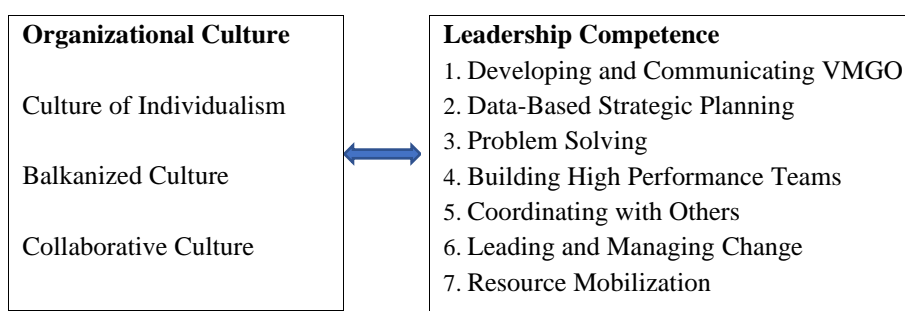 Organizational Culture
Culture of Individualism
Balkanized Culture
Collaborative Culture
Leadership Competence
1. Developing and Communicating VMGO
2. Data-Based Strategic Planning
3. Problem Solving
4. Building High Performance Teams
5. Coordinating with Others
6. Leading and Managing Change
7. Resource Mobilization